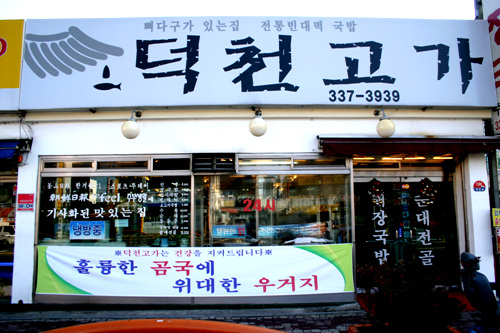 뼈다구가 있는집 전통빈대떡 국밥
덕천고가
337-3939
기사화된 맛있는 집
냉방중
24시
해장국밥
순대전골
※덕천고가는 건강을 지켜드립니다※
훌륭한 곰국에
위대한 우거지